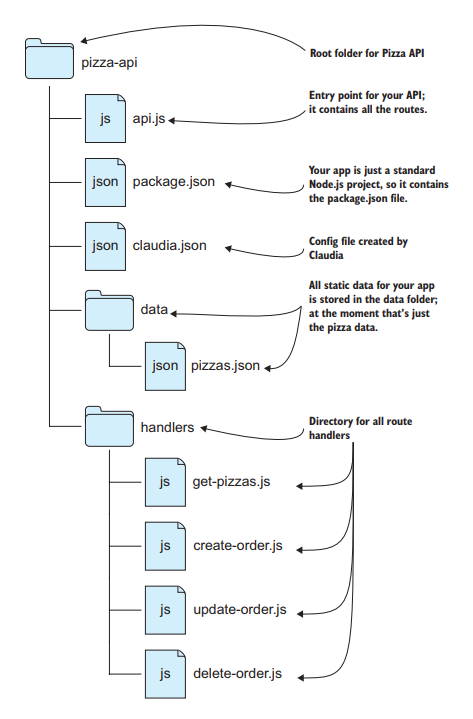 Root folder for Pizza API
pizza-api
Entry point for your API;
it contains all the routes.
js
api.js
Your app is just a standard
Node.js project, so it contains
the package.json file.
json
package.json
Config file created by
Claudia
json
claudia.json
All static data for your app
is stored in the data folder;
at the moment that's just
the pizza data.
data
json
pizzas.json
Directory for all route
handlers
handlers
js
get-pizzas.js
js
create-order.js
js
update-order.js
js
delete-order.js